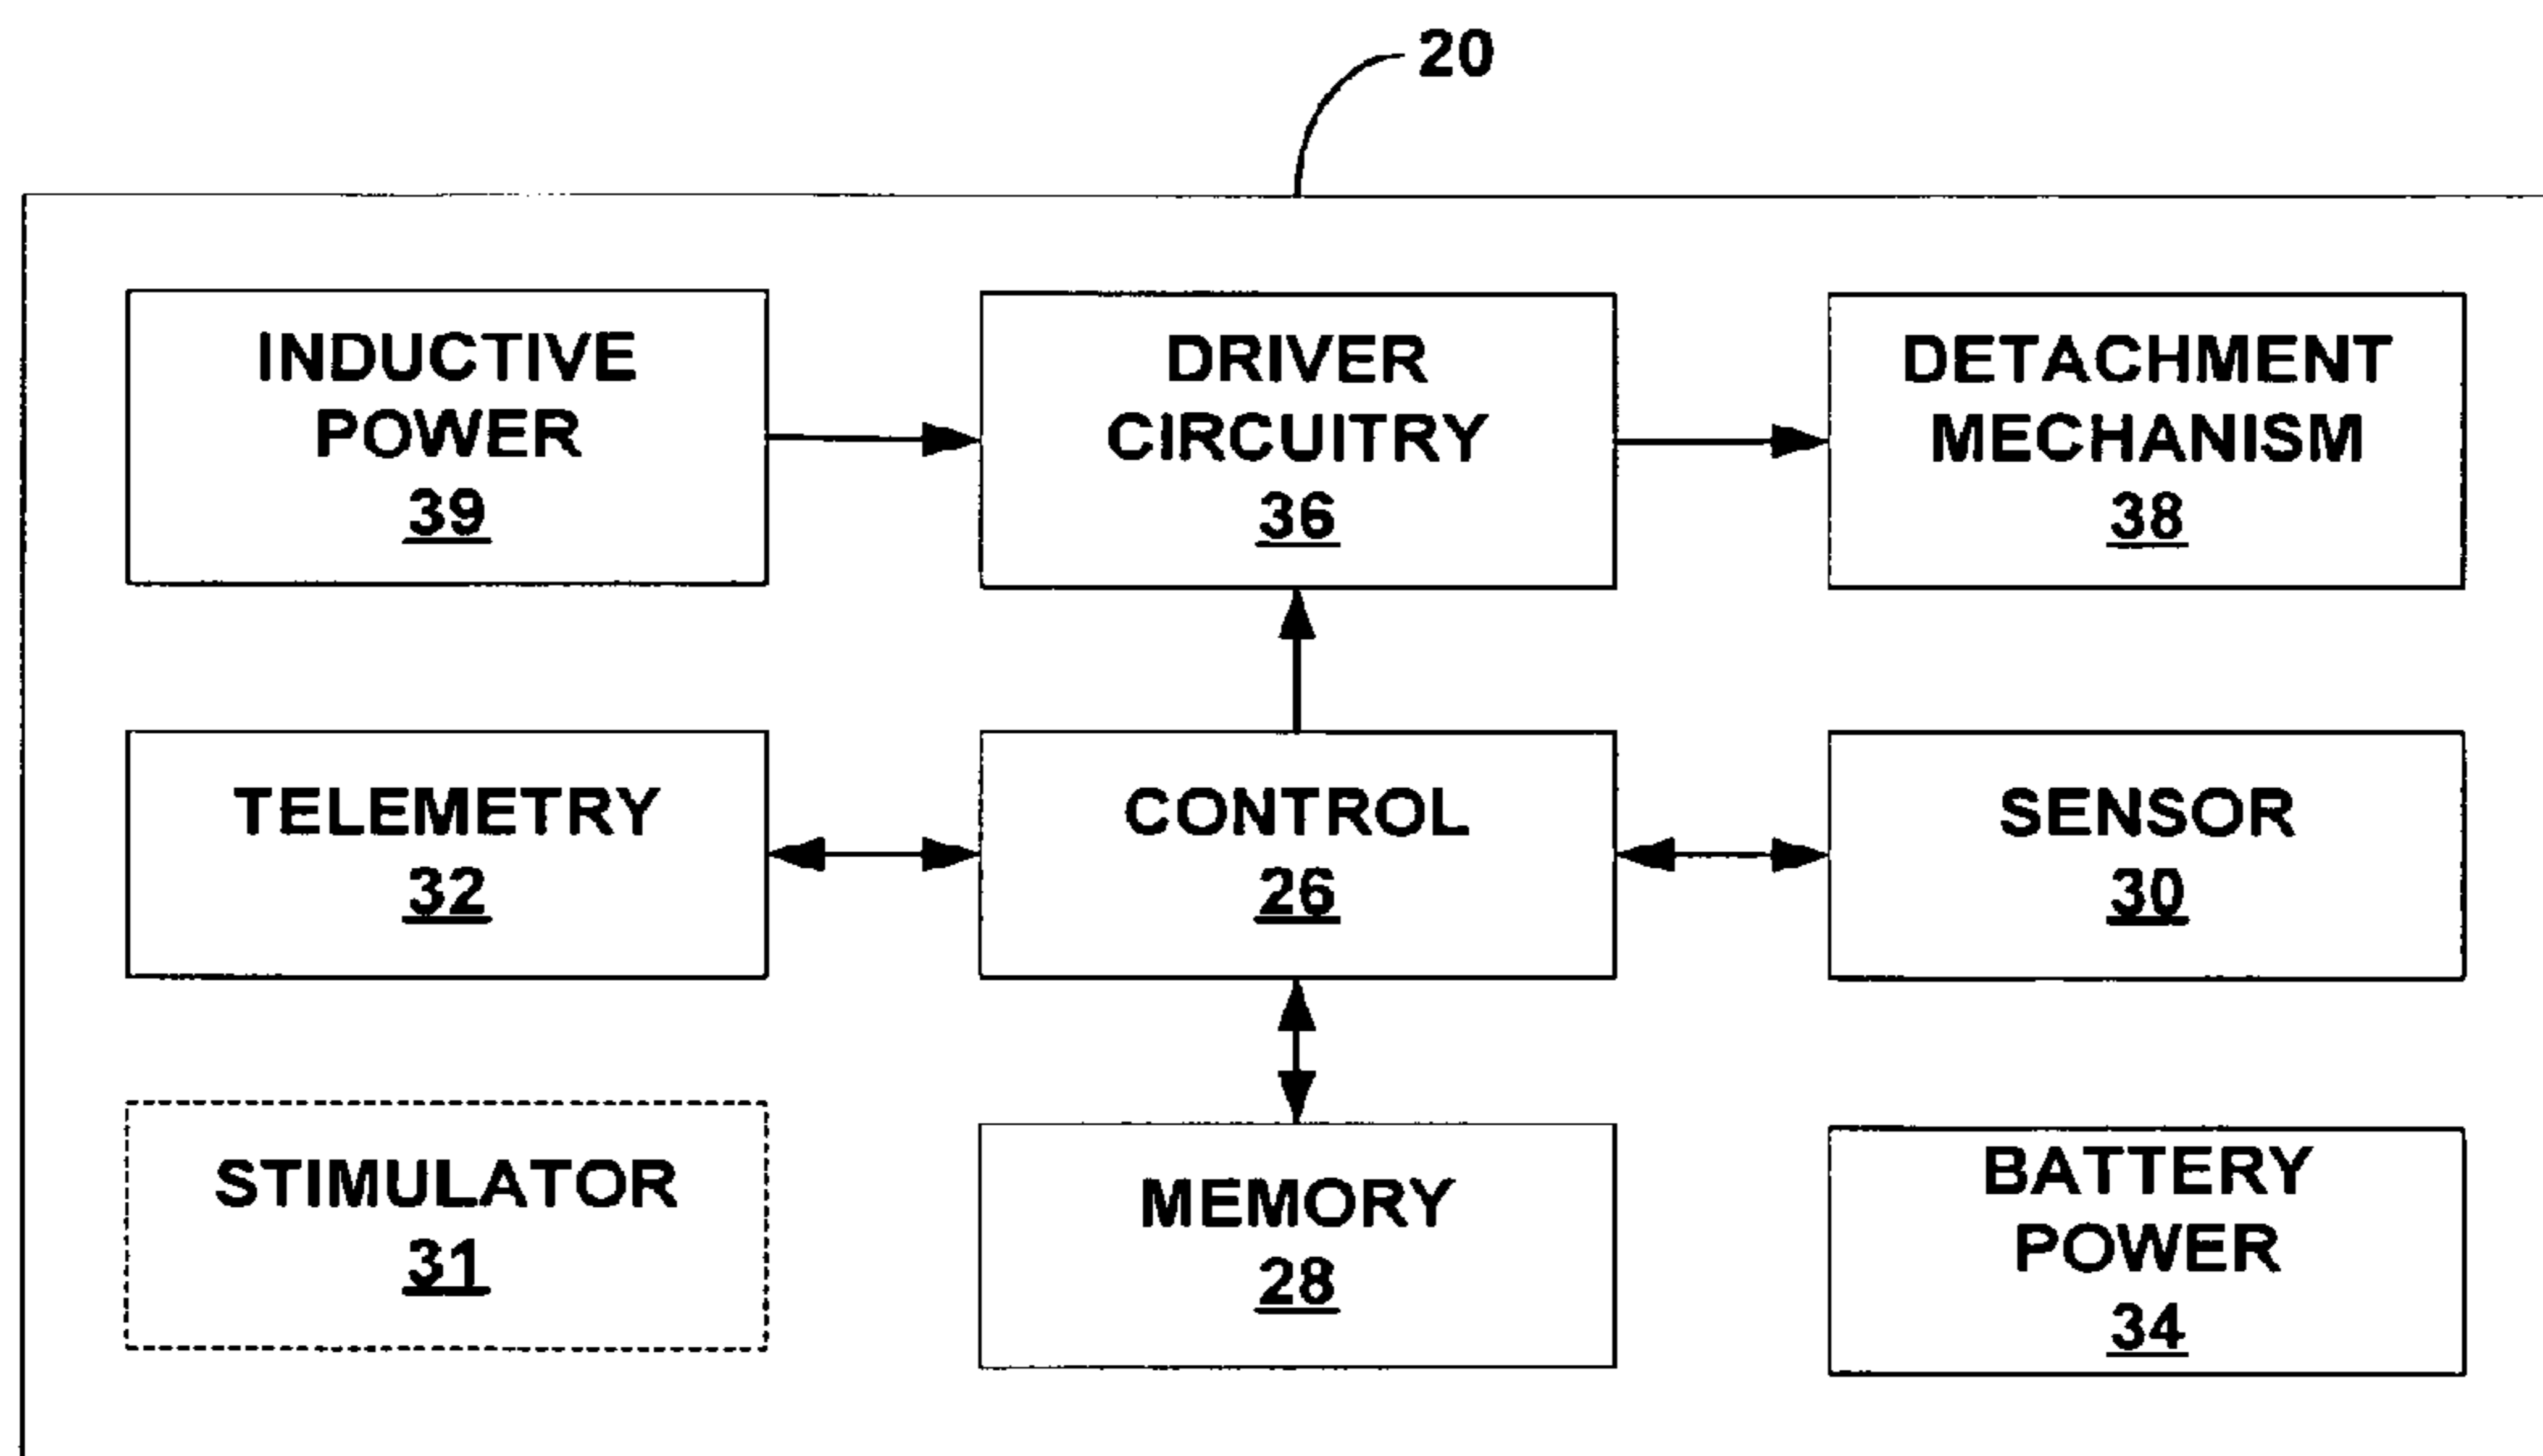 20
INDUCTIVE
POWER
39
DRIVER
CIRCUITRY
36
DETACHMENT
MECHANISM
38
TELEMETRY
32
CONTROL
26
SENSOR
30
STIMULATOR
31
MEMORY
28
BATTERY
POWER
34